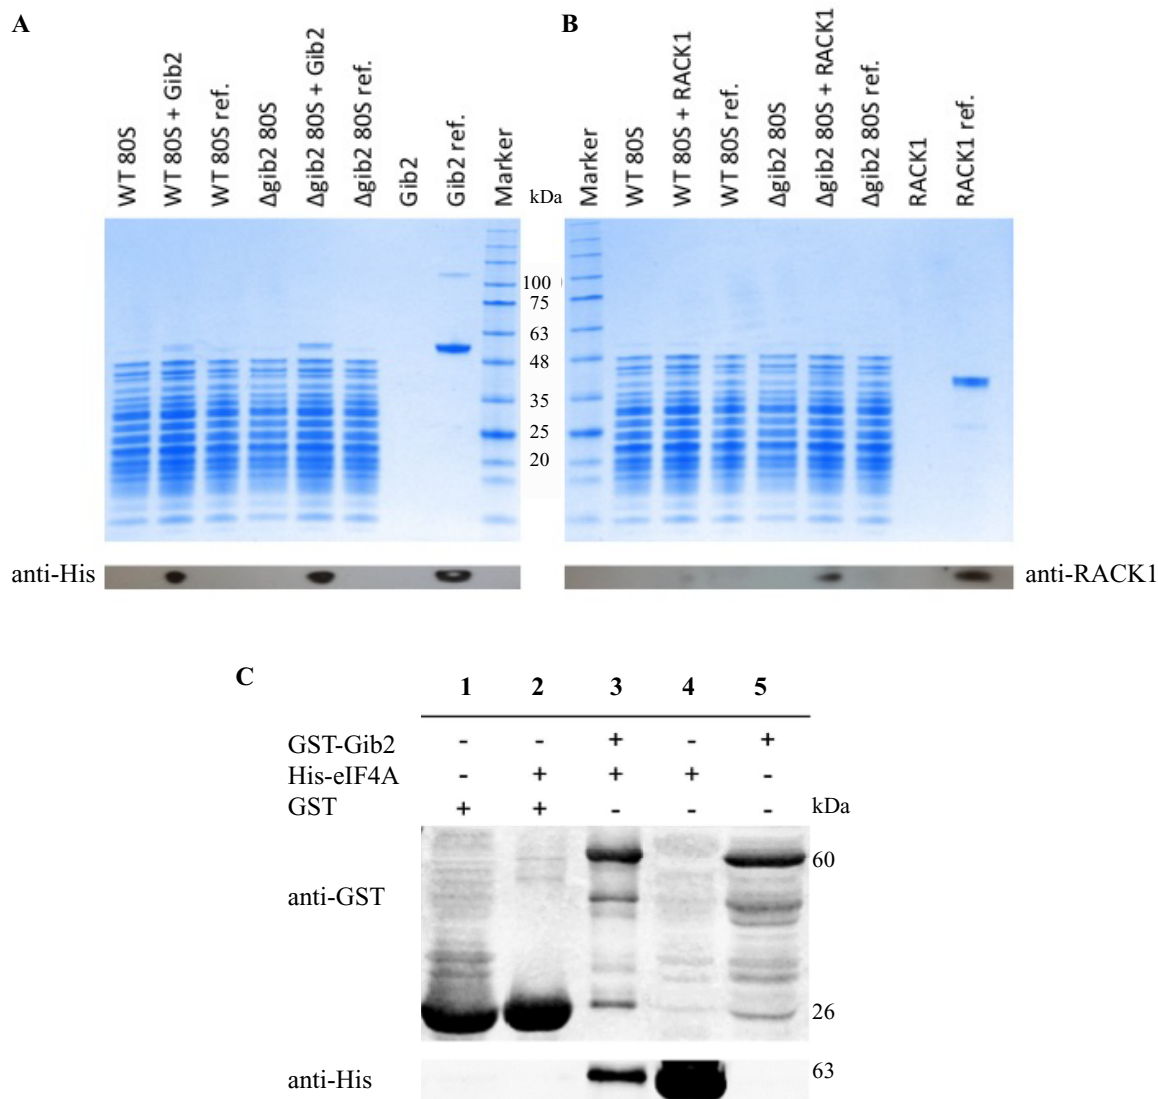 A
WT 80S
WT 80S + Gib2
WT 80S ref.
Δgib2 80S
Δgib2 80S + Gib2
Δgib2 80S ref.
Gib2
Gib2 ref.
Marker
kDa
100
75
63
48
35
25
20
anti-His
B
Marker
WT 80S
WT 80S + RACK1
WT 80S ref.
Δgib2 80S
Δgib2 80S + RACK1
Δgib2 80S ref.
RACK1
RACK1 ref.
anti-RACK1
C
1 2 3 4 5
GST-Gib2 - - + - +
His-eIF4A - + + + -
GST + + - - - kDa
60
anti-GST
26
anti-His 63